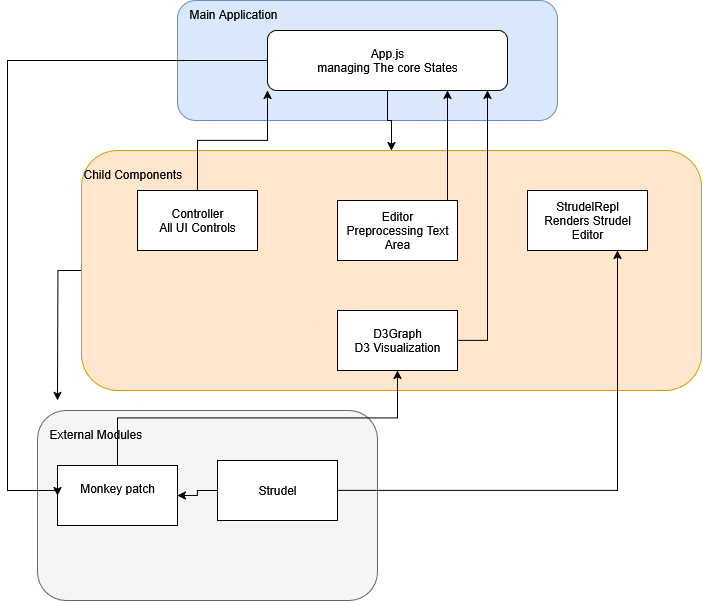 Main Application
App.js
managing The core States
Child Components
Controller
All UI Controls
Editor
Preprocessing Text
Area
StrudelRepl
Renders Strudel
Editor
D3Graph
D3 Visualization
External Modules
Monkey patch
Strudel